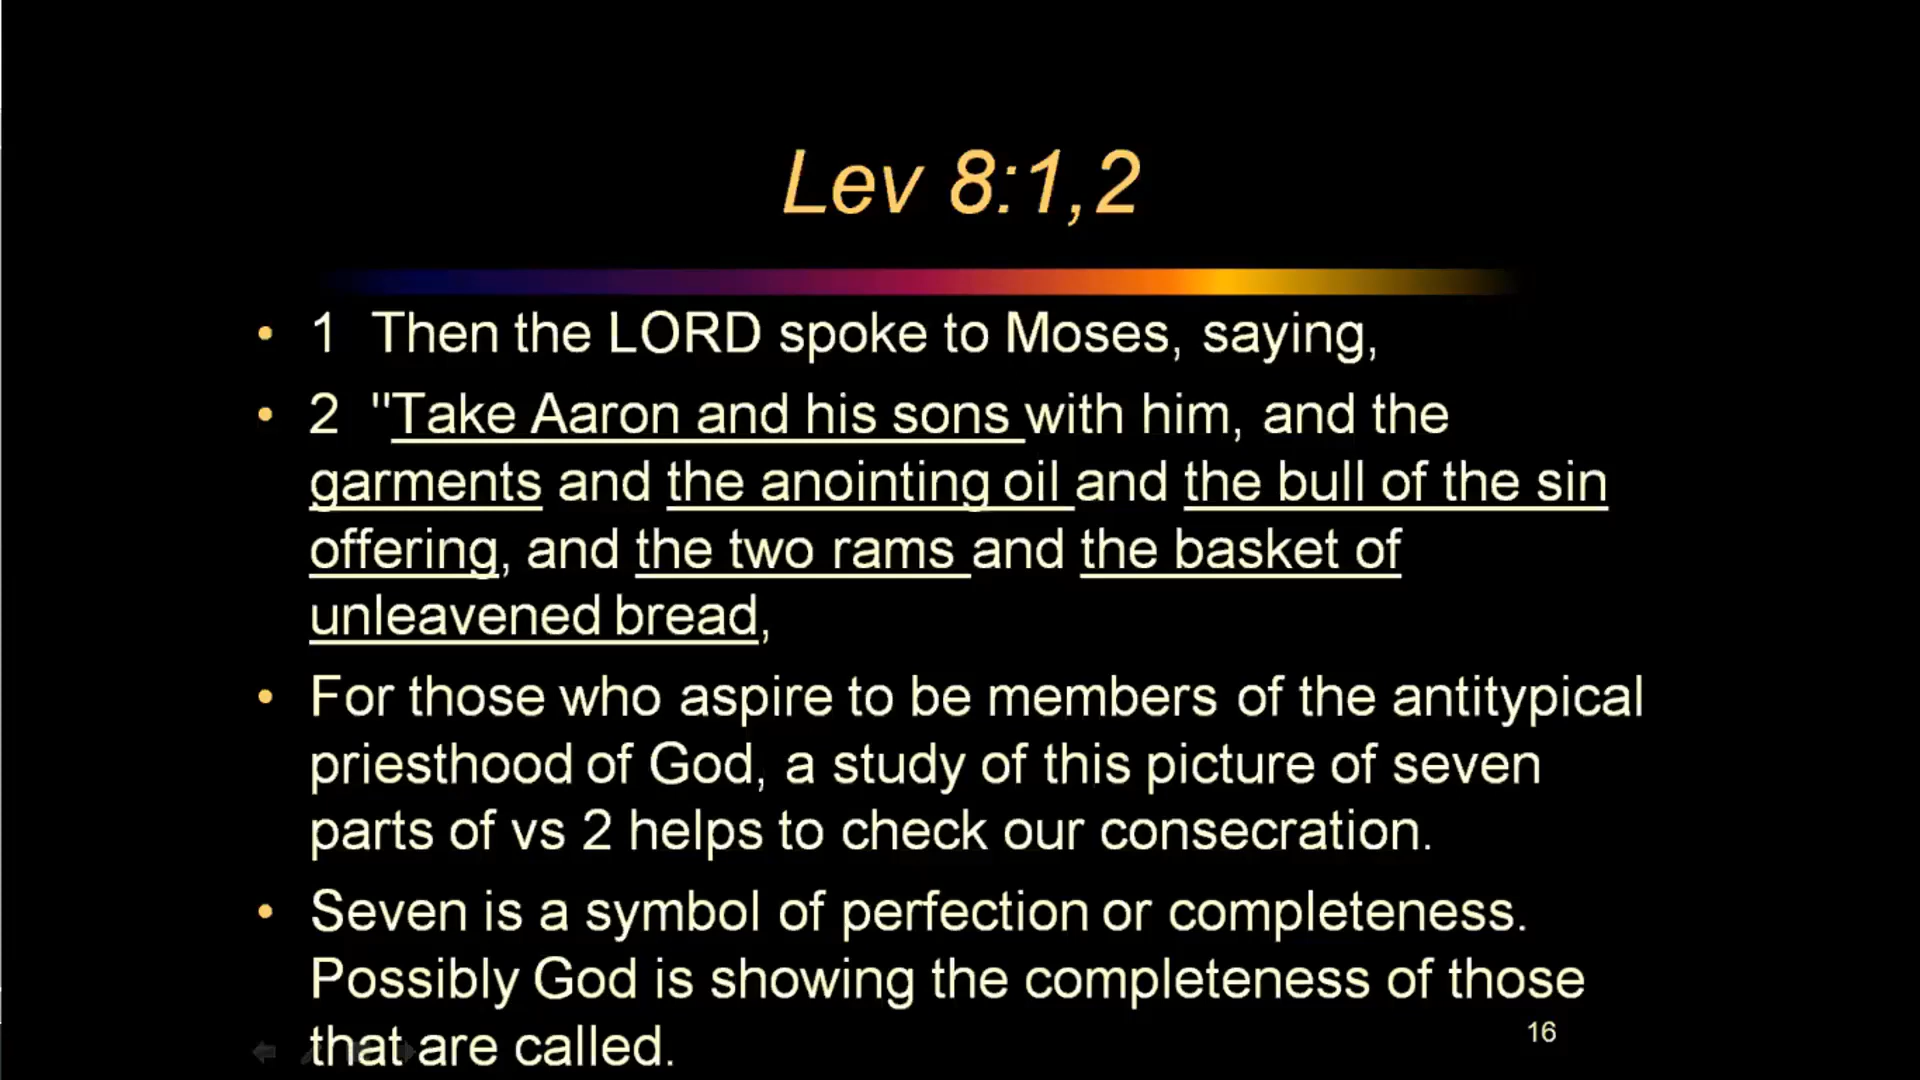 Lev 8:1,2
• 1 Then the LORD spoke to Moses, saying,
• 2 "Take Aaron and his sons with him, and the
garments and the anointing oil and the bull of the sin
offering, and the two rams and the basket of
unleavened bread,
• For those who aspire to be members of the antitypical
priesthood of God, a study of this picture of seven
parts of vs 2 helps to check our consecration.
• Seven is a symbol of perfection or completeness.
Possibly God is showing the completeness of those
that are called.
16